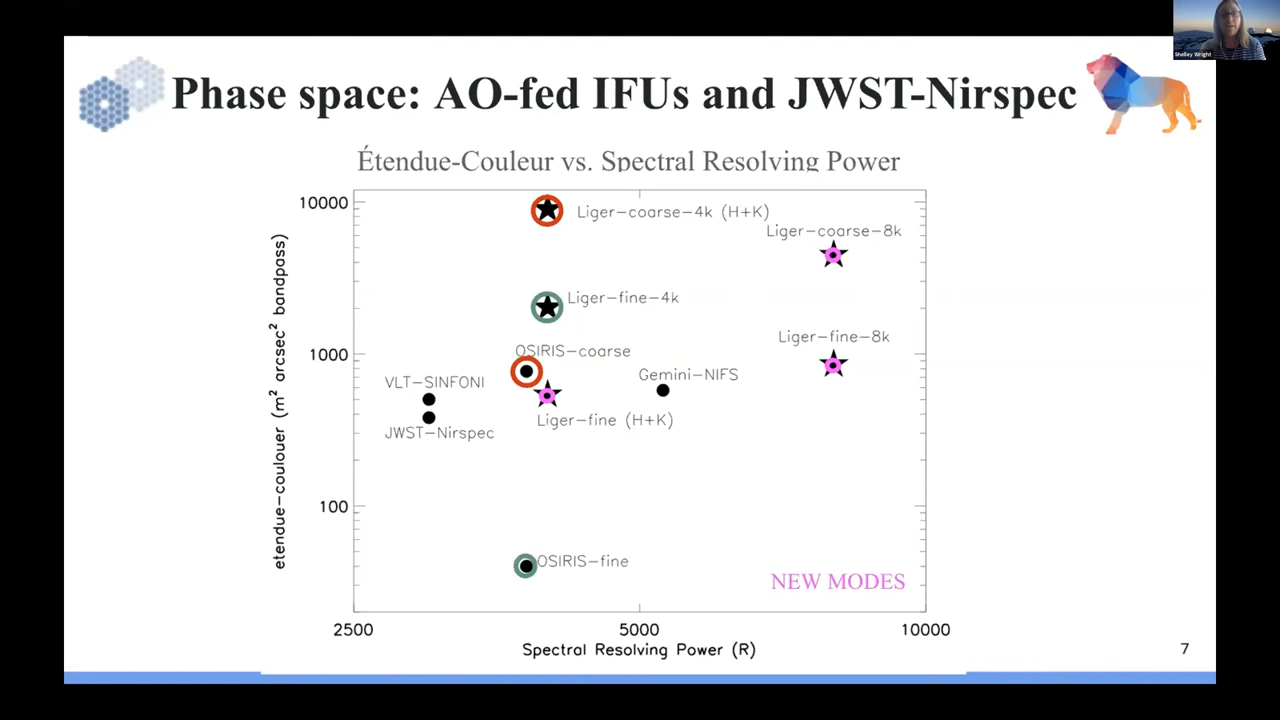 Shelley Wright
Phase space: AO-fed IFUs and JWST-Nirspec
Étendue-Couleur vs. Spectral Resolving Power
10000
1000
100
etendue-coulouer (m² arcsec² bandpass)
Liger-coarse-4k (H+K)
Liger-coarse-8k
Liger-fine-4k
Liger-fine-8k
OSIRIS-coarse
Gemini-NIFS
VLT-SINFONI
Liger-fine (H+K)
JWST-Nirspec
OSIRIS-fine
NEW MODES
2500
5000
10000
Spectral Resolving Power (R)
7